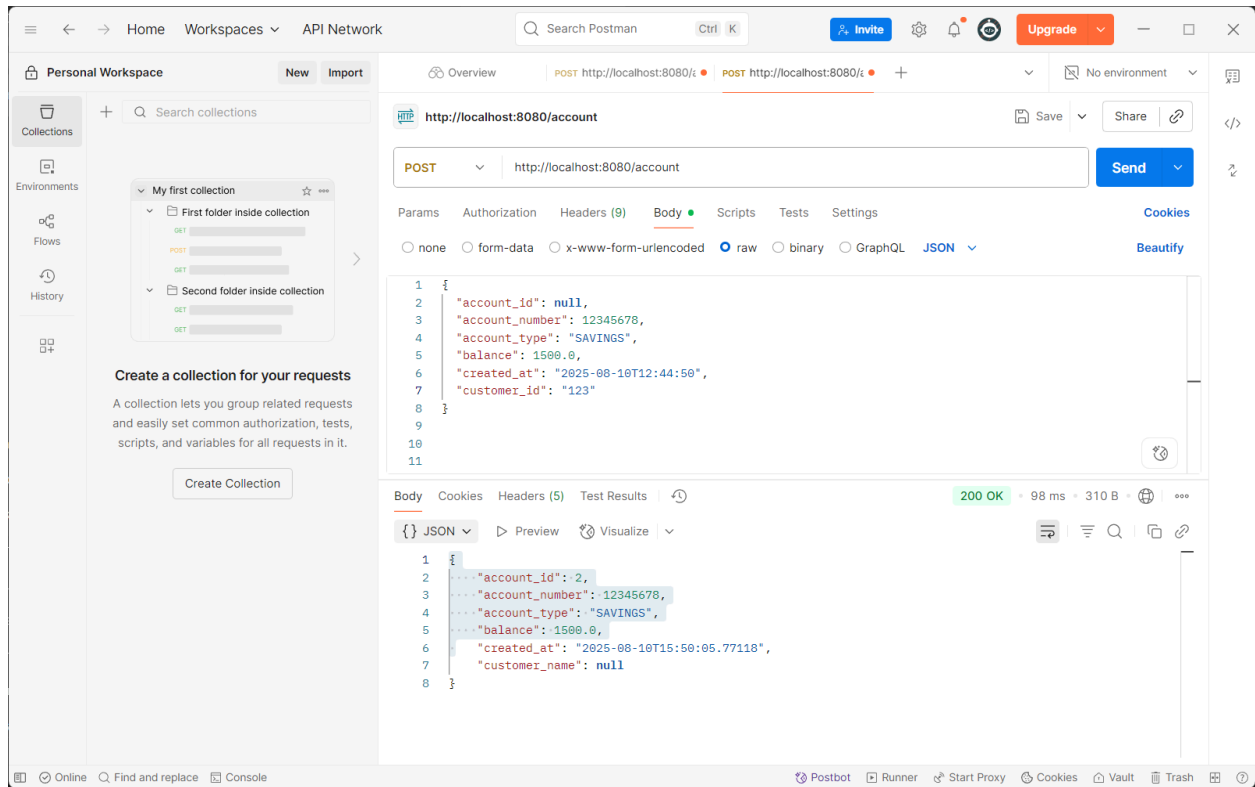 Home Workspaces API Network Search Postman Ctrl K Invite Upgrade
Personal Workspace New Import
Overview POST http://localhost:8080/a POST http://localhost:8080/a No environment
Collections
Environments
Flows
History
Search collections
My first collection
First folder inside collection
GET
POST
GET
Second folder inside collection
GET
GET
Create a collection for your requests
A collection lets you group related requests
and easily set common authorization, tests,
scripts, and variables for all requests in it.
Create Collection
HTTP http://localhost:8080/account Save Share
POST http://localhost:8080/account Send
Params Authorization Headers (9) Body Scripts Tests Settings Cookies
none form-data x-www-form-urlencoded raw binary GraphQL JSON Beautify
1 {
2 "account_id": null,
3 "account_number": 12345678,
4 "account_type": "SAVINGS",
5 "balance": 1500.0,
6 "created_at": "2025-08-10T12:44:50",
7 "customer_id": "123"
8 }
9
10
11
Body Cookies Headers (5) Test Results 200 OK 98 ms 310 B
{} JSON Preview Visualize
1 {
2 "account_id": 2,
3 "account_number": 12345678,
4 "account_type": "SAVINGS",
5 "balance": 1500.0,
6 "created_at": "2025-08-10T15:50:05.77118",
7 "customer_name": null
8 }
Online Find and replace Console Postbot Runner Start Proxy Cookies Vault Trash